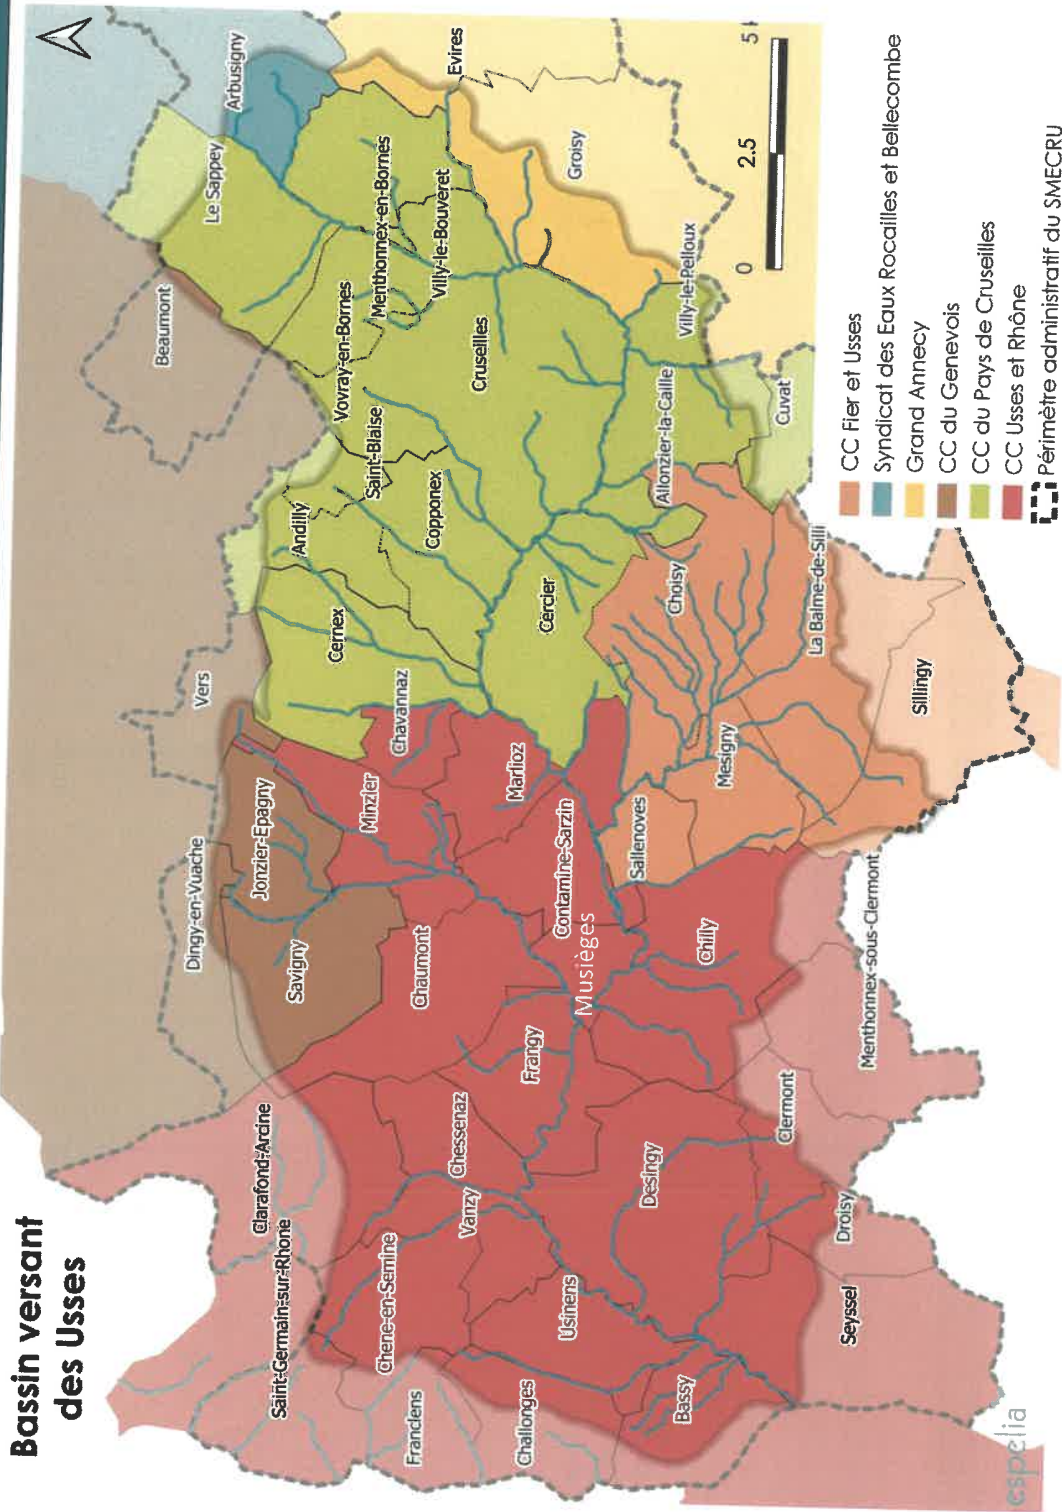 Bassin versant
des Usses
Arbusigny
Le Sappey
Evires
Beaumont
Menthonnex-en-Bornes
Groisy
Villy-le-Bouveret
Vovray-en-Bornes
Cruseilles
Villy-le-Pelloux
Saint-Blaise
Allonzier-la-Caille
Cuvat
Andilly
Copponex
Cernex
Cercier
Choisy
La Balme-de-Silli
Vers
Chavannaz
Sillingy
Marlioz
Mesigny
Minzier
Jonzier-Epagny
Sallenoves
Dingy-en-Vuache
Contamine-Sarzin
Savigny
Chaumont
Musièges
Chilly
Menthonnex-sous-Clermont
Frangy
Clermont
Clarafond-Arcine
Chessenaz
Desingy
Vanzy
Droisy
Saint-Germain-sur-Rhone
Chene-en-Semine
Usinens
Seyssel
Franclens
Challonges
Bassy
0 2.5 5
CC Fier et Usses
Syndicat des Eaux Rocailles et Bellecombe
Grand Annecy
CC du Genevois
CC du Pays de Cruseilles
CC Usses et Rhône
Périmètre administratif du SMECRU
espelia